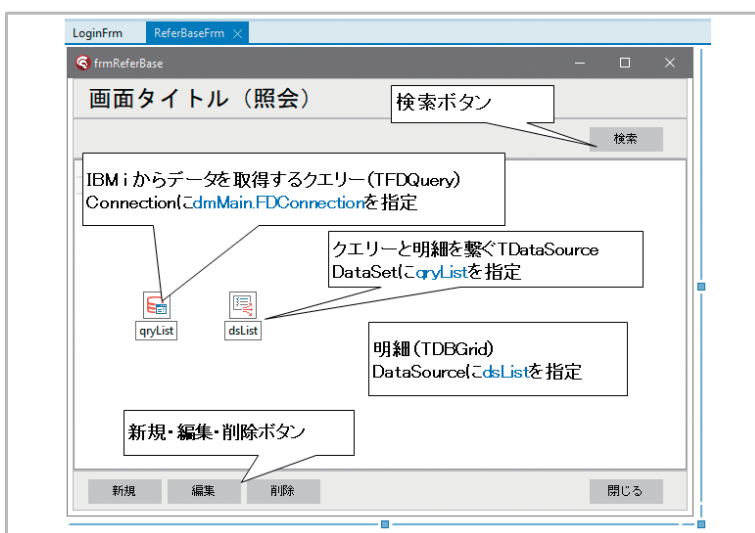 LoginFrm
ReferBaseFrm
frmReferBase
画面タイトル（照会）
検索ボタン
検索
IBM i からデータを取得するクエリー(TFDQuery)
ConnectionにdmMain.FDConnectionを指定
クエリーと明細を繋ぐTDataSource
DataSetにqryListを指定
qryList
dsList
明細(TDBGrid)
DataSourceにdsListを指定
新規・編集・削除ボタン
新規
編集
削除
閉じる